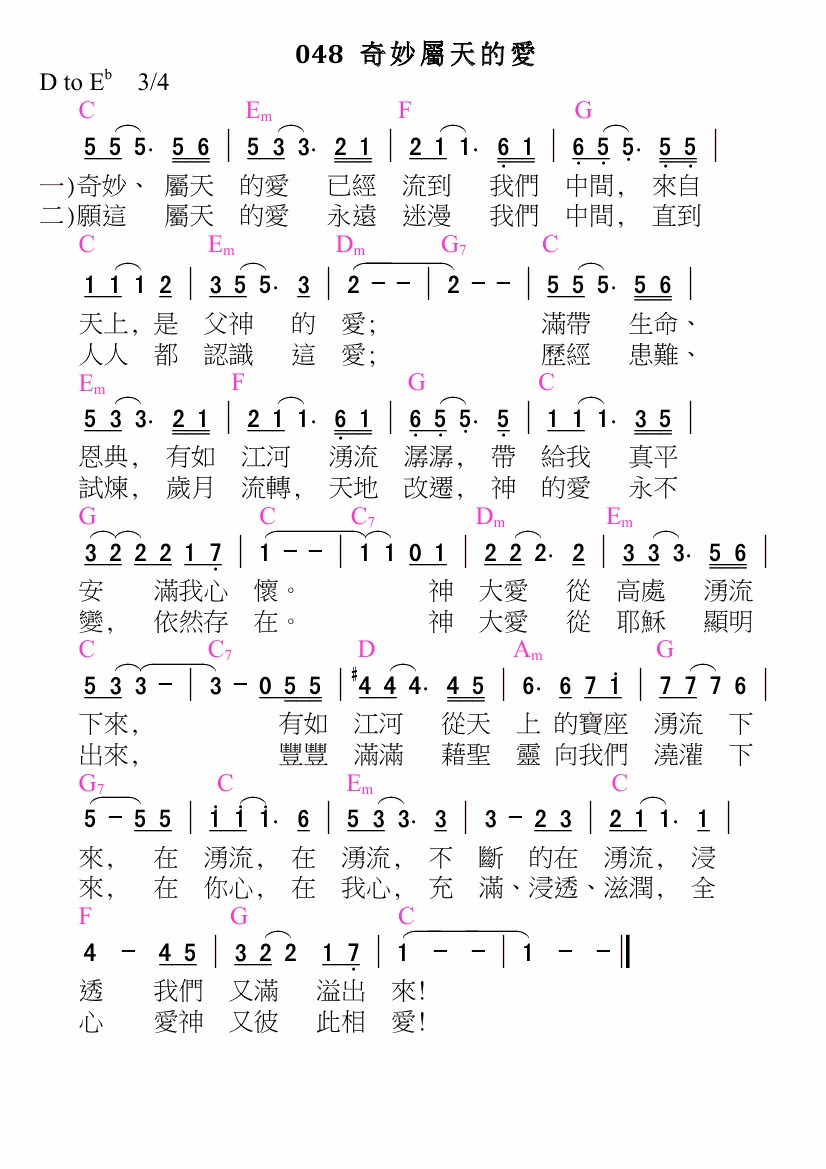 048 奇妙屬天的愛
D to E♭ 3/4
C Em F G
5 5 5· 5 6 | 5 3 3· 2 1 | 2 1 1· 6̣ 1 | 6̣ 5̣ 5̣· 5̣ 5̣ |
一)奇妙、 屬天 的愛 已經 流到 我們 中間, 來自
二)願這 屬天 的愛 永遠 迷漫 我們 中間, 直到
C Em Dm G7 C
1 1 1 2 | 3 5 5· 3 | 2 - - | 2 - - | 5 5 5· 5 6 |
天上, 是 父神 的 愛; 滿帶 生命、
人人 都 認識 這 愛; 歷經 患難、
Em F G C
5 3 3· 2 1 | 2 1 1· 6̣ 1 | 6̣ 5̣ 5̣· 5̣ | 1 1 1· 3 5 |
恩典, 有如 江河 湧流 潺潺, 帶 給我 真平
試煉, 歲月 流轉, 天地 改遷, 神 的愛 永不
G C C7 Dm Em
3 2 2 2 1 7̣ | 1 - - | 1 1 0 1 | 2 2 2· 2 | 3 3 3· 5 6 |
安 滿我心 懷。 神 大愛 從 高處 湧流
變, 依然存 在。 神 大愛 從 耶穌 顯明
C C7 D Am G
5 3 3 - | 3 - 0 5 5 | #4 4 4· 4 5 | 6· 6 7 1̇ | 7 7 7 6 |
下來, 有如 江河 從天 上 的寶座 湧流 下
出來, 豐豐 滿滿 藉聖 靈 向我們 澆灌 下
G7 C Em C
5 - 5 5 | 1̇ 1̇ 1̇· 6 | 5 3 3· 3 | 3 - 2 3 | 2 1 1· 1 |
來, 在 湧流, 在 湧流, 不 斷 的在 湧流, 浸
來, 在 你心, 在 我心, 充 滿、浸透、滋潤, 全
F G C
4 - 4 5 | 3 2 2 1 7̣ | 1 - - | 1 - - ‖
透 我們 又滿 溢出 來!
心 愛神 又彼 此相 愛!